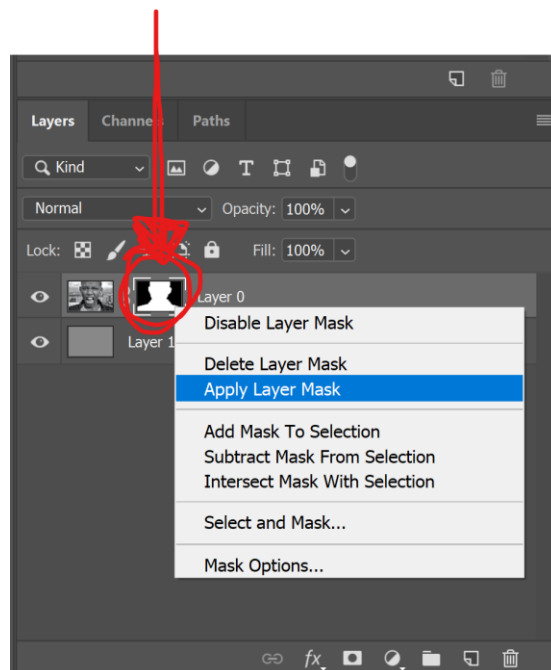 Layers Channels Paths
Kind
Normal Opacity: 100%
Lock: Fill: 100%
Layer 0
Layer 1
Disable Layer Mask
Delete Layer Mask
Apply Layer Mask
Add Mask To Selection
Subtract Mask From Selection
Intersect Mask With Selection
Select and Mask...
Mask Options...
fx